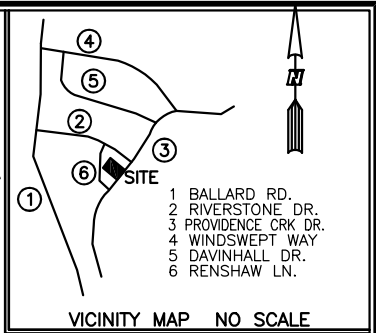 4
5
N
2
3
6
SITE
1
1 BALLARD RD.
2 RIVERSTONE DR.
3 PROVIDENCE CRK DR.
4 WINDSWEPT WAY
5 DAVINHALL DR.
6 RENSHAW LN.
VICINITY MAP NO SCALE